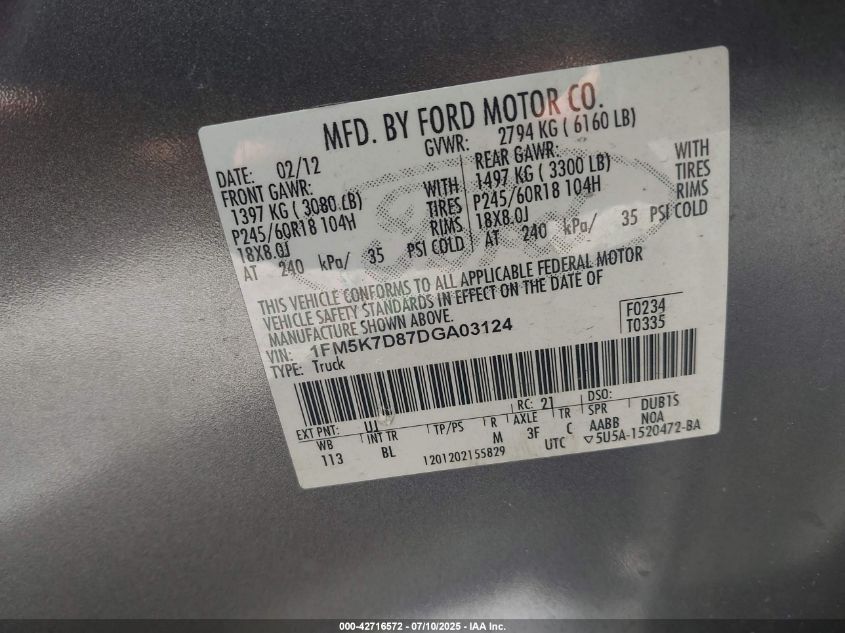 MFD. BY FORD MOTOR CO.
DATE: 02/12 GVWR: 2794 KG ( 6160 LB)
FRONT GAWR: REAR GAWR:
1397 KG ( 3080 LB) WITH 1497 KG ( 3300 LB) WITH
P245/60R18 104H TIRES P245/60R18 104H TIRES
18X8.0J RIMS 18X8.0J RIMS
AT 240 kPa/ 35 PSI COLD AT 240 kPa/ 35 PSI COLD
THIS VEHICLE CONFORMS TO ALL APPLICABLE FEDERAL MOTOR
VEHICLE SAFETY STANDARDS IN EFFECT ON THE DATE OF
MANUFACTURE SHOWN ABOVE.
VIN: 1FM5K7D87DGA03124
TYPE: Truck
F0234
T0335
EXT PNT: UJ RC: 21 DSO:
WB INT TR TP/PS R AXLE TR SPR DUB1S
113 BL M 3F C AABB NOA
1201202155829 UTC ▽5U5A-1520472-BA
000-42716572 - 07/10/2025 - IAA Inc.